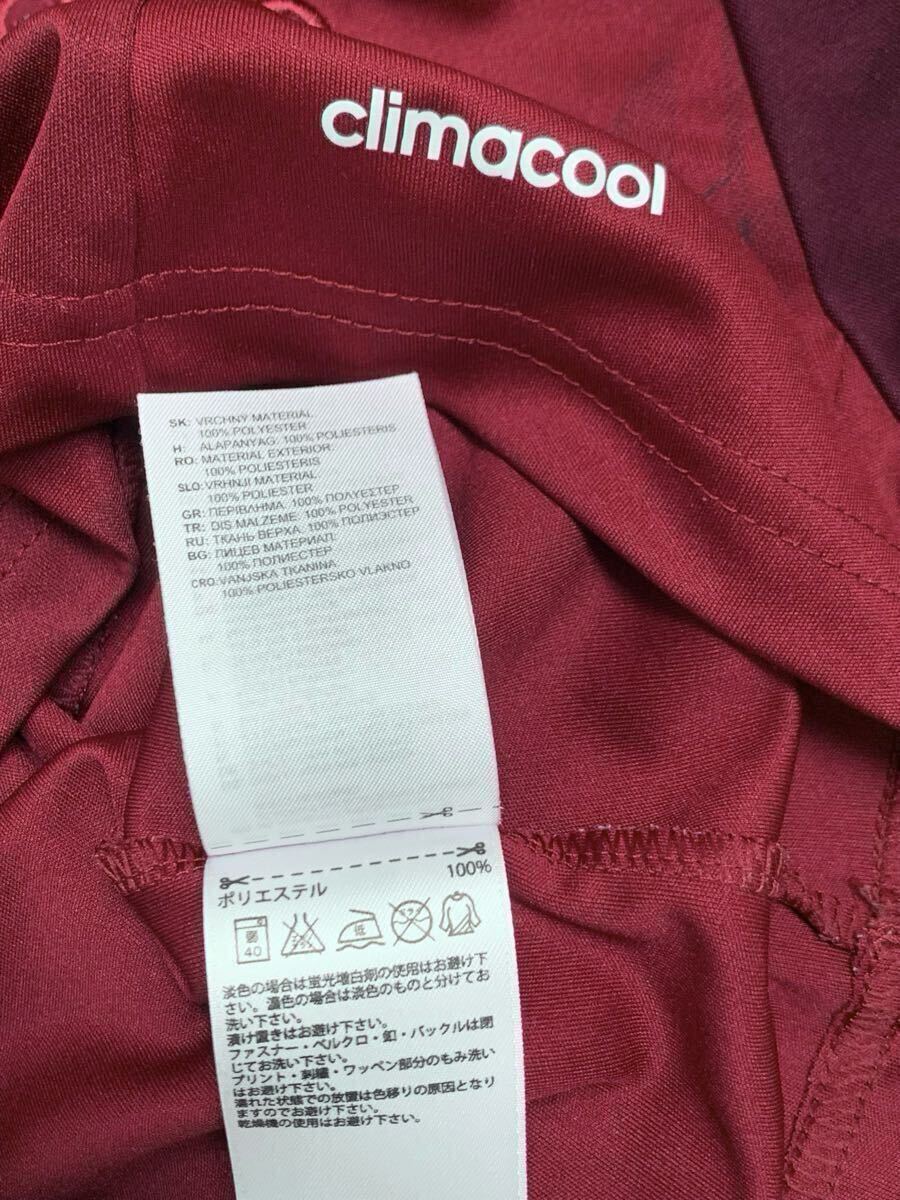 climacool
SK: VRCHNY MATERIAL
100% POLYESTER
H: ALAPANYAG: 100% POLIESTERIS
RO: MATERIAL EXTERIOR:
100% POLIESTERIS
SLO: VRHNJI MATERIAL:
100% POLIESTER
GR: ΠΕΡΙΒΛΗΜΑ. 100% ΠΟΛΥΕΣΤΕΡ
TR: DIS MALZEME: 100% POLYESTER
RU: ТКАНЬ ВЕРХА: 100% ПОЛИЭСТЕР
BG: ЛИЦЕВ МАТЕРИАЛ:
100% ПОЛИЕСТЕР
CRO: VANJSKA TKANINA
100% POLIESTERSKO VLAKNO
ポリエステル 100%
40 低
淡色の場合は蛍光増白剤の使用はお避け下
さい。濃色の場合は淡色のものと分けてお
洗い下さい。
漬け置きはお避け下さい。
ファスナー・ベルクロ・釦・バックルは閉
じてお洗い下さい。
プリント・刺繍・ワッペン部分のもみ洗い
はお避け下さい。
濡れた状態での放置は色移りの原因となり
ますのでお避け下さい。
乾燥機の使用はお避け下さい。